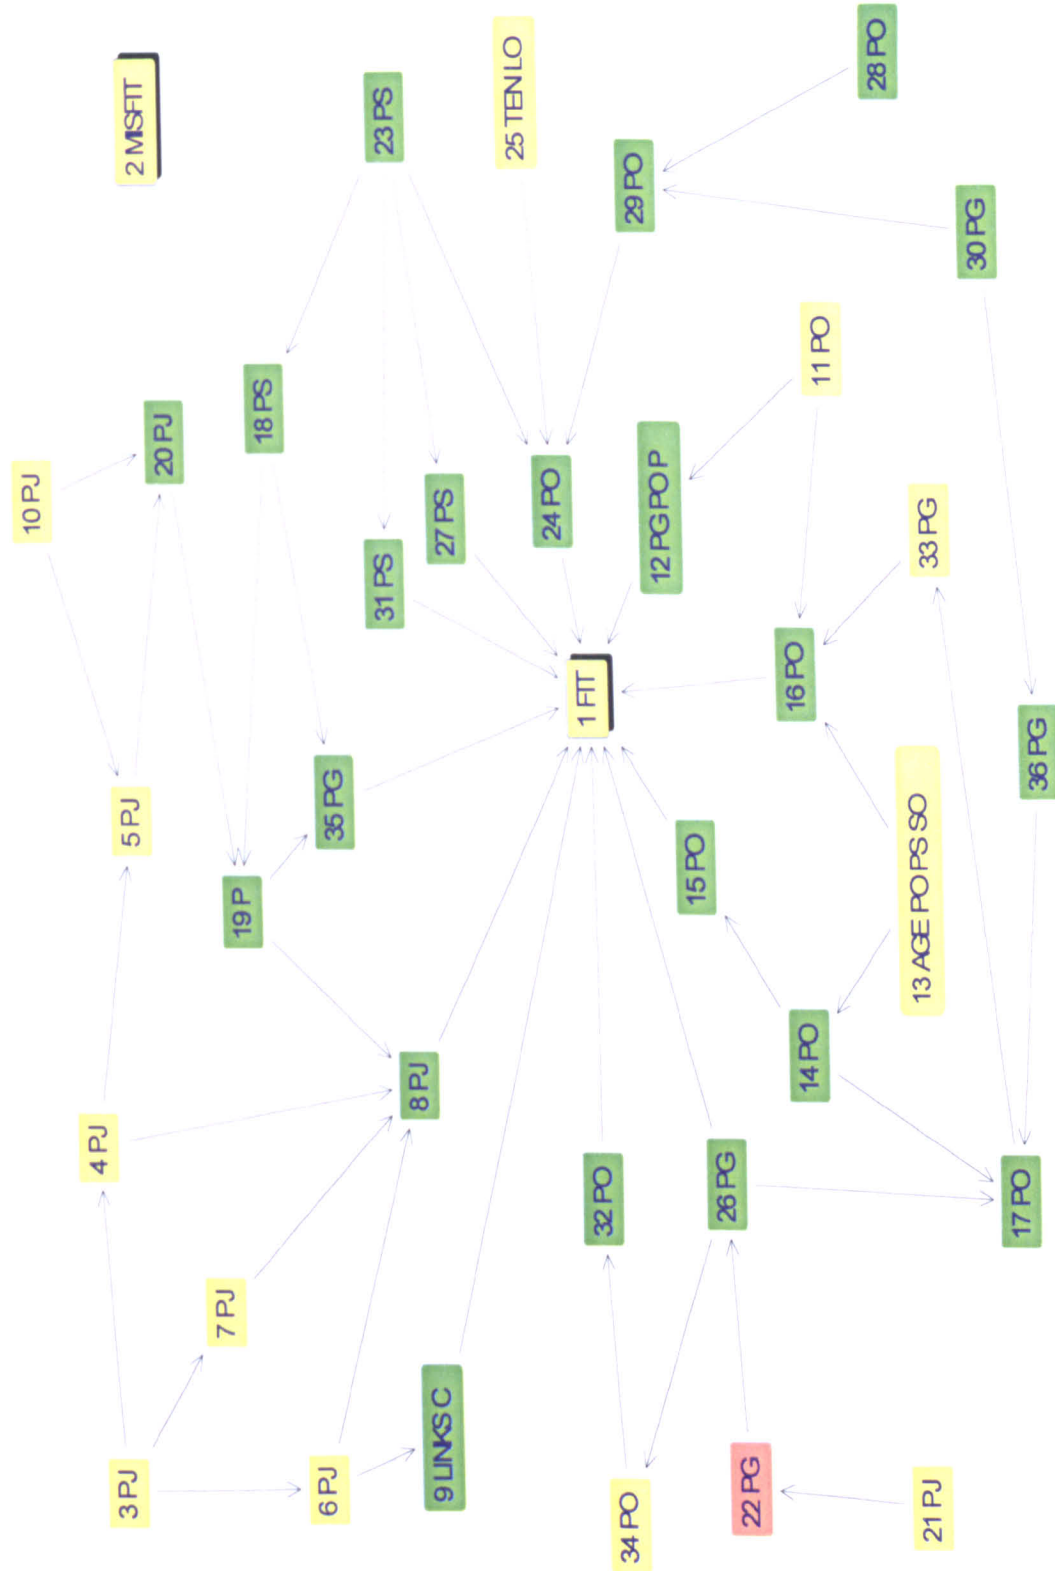 10 PJ
4 PJ
3 PJ
5 PJ
2 MISFIT
20 PJ
7 PJ
19 P
18 PS
6 PJ
35 PG
31 PS
23 PS
8 PJ
9 LINKS C
27 PS
25 TEN LO
24 PO
1 FIT
32 PO
34 PO
29 PO
12 PG PO P
15 PO
26 PG
22 PG
16 PO
14 PO
11 PO
28 PO
13 AGE PO PS SO
21 PJ
33 PG
30 PG
17 PO
36 PG